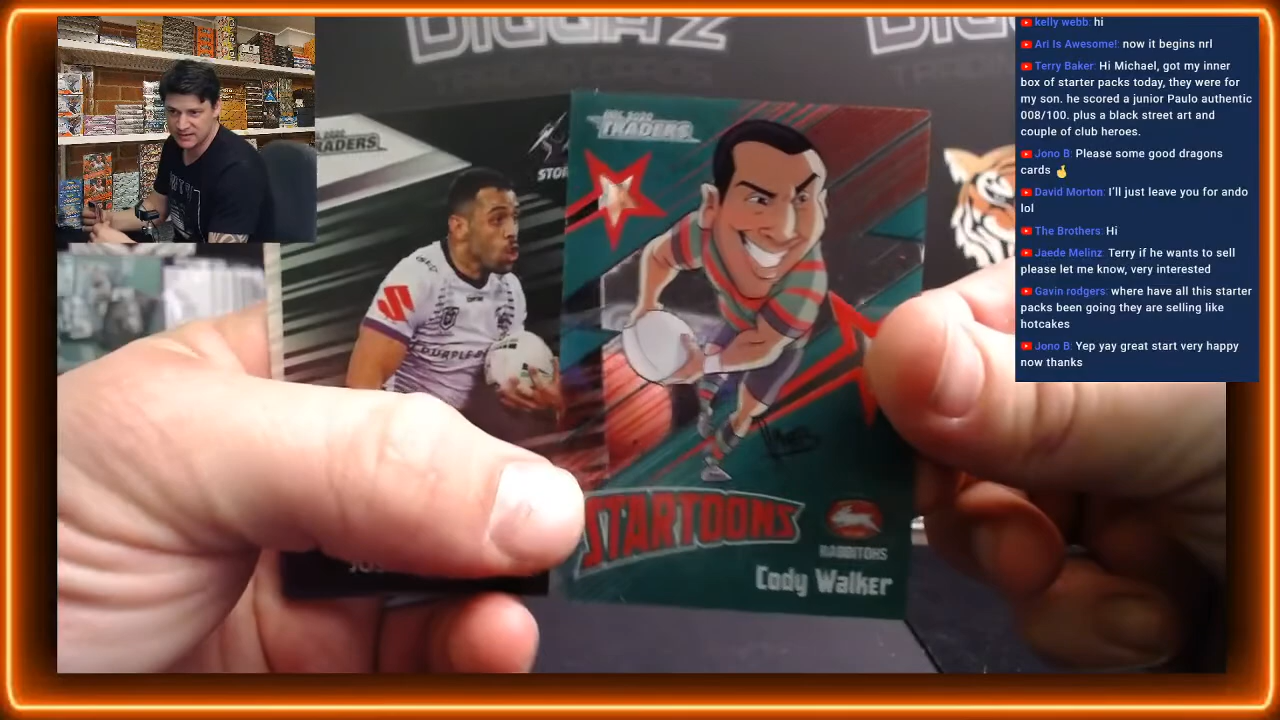 DIGGAZ
NRL 2020
TRADERS
RADERS
STOR
STARTOONS
RABBITOHS
Cody Walker
kelly webb: hi
Ari Is Awesome!: now it begins nrl
Terry Baker: Hi Michael, got my inner
box of starter packs today, they were for
my son. he scored a junior Paulo authentic
008/100. plus a black street art and
couple of club heroes.
Jono B: Please some good dragons
cards 🤞
David Morton: I'll just leave you for ando
lol
The Brothers: Hi
Jaede Melinz: Terry if he wants to sell
please let me know, very interested
Gavin rodgers: where have all this starter
packs been going they are selling like
hotcakes
Jono B: Yep yay great start very happy
now thanks